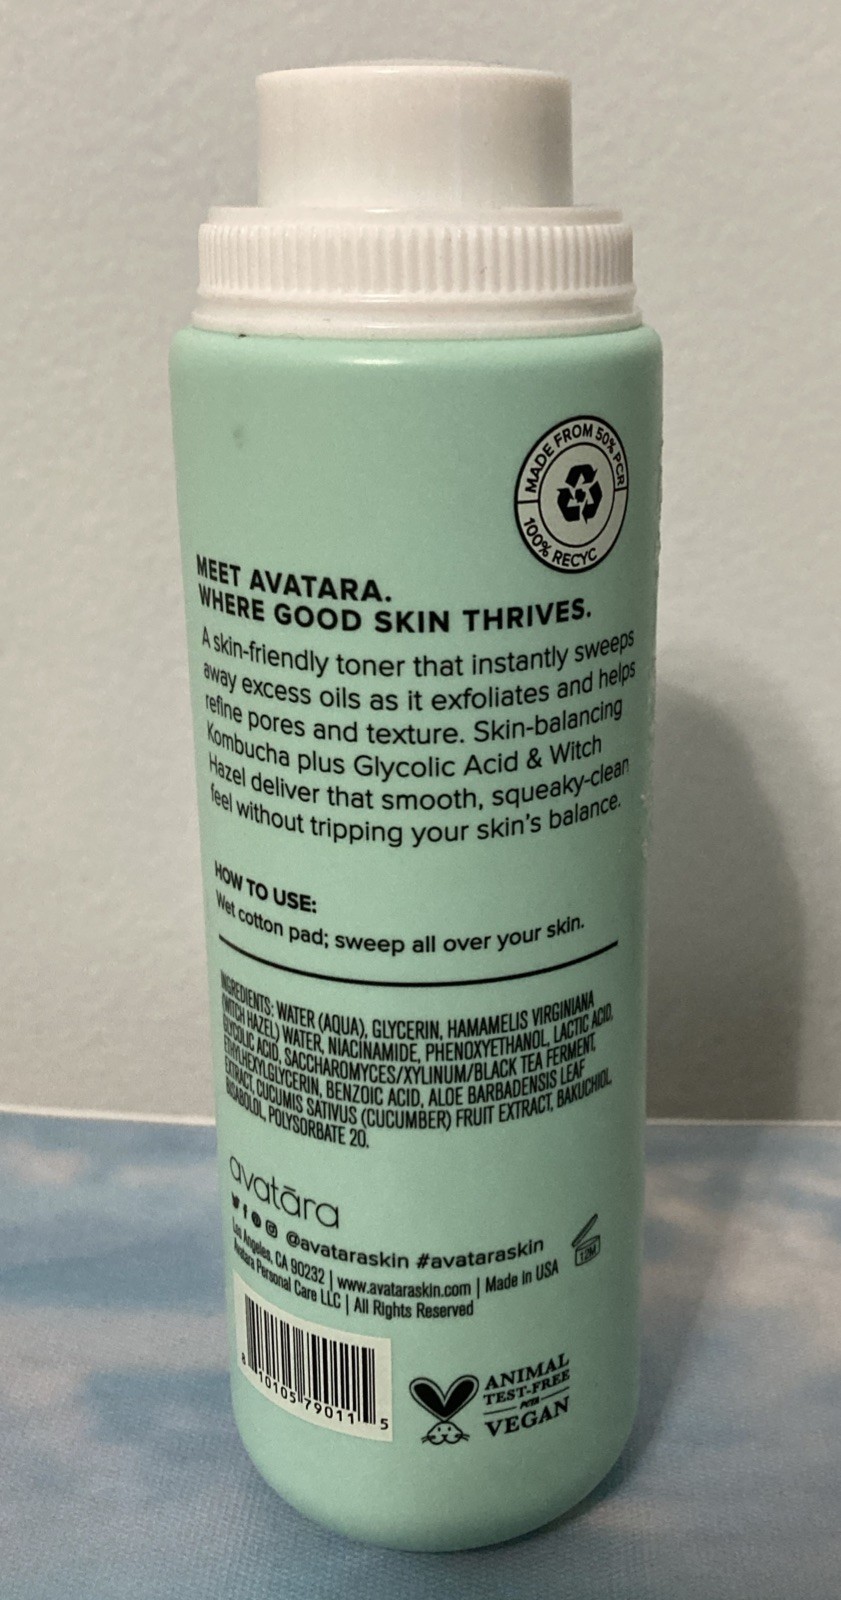 MADE FROM 50% PCR
100% RECYC
MEET AVATARA.
WHERE GOOD SKIN THRIVES.
A skin-friendly toner that instantly sweeps
away excess oils as it exfoliates and helps
refine pores and texture. Skin-balancing
Kombucha plus Glycolic Acid & Witch
Hazel deliver that smooth, squeaky-clean
feel without tripping your skin's balance.
HOW TO USE:
Wet cotton pad; sweep all over your skin.
INGREDIENTS: WATER (AQUA), GLYCERIN, HAMAMELIS VIRGINIANA
(WITCH HAZEL) WATER, NIACINAMIDE, PHENOXYETHANOL, LACTIC ACID,
GLYCOLIC ACID, SACCHAROMYCES/XYLINUM/BLACK TEA FERMENT,
ETHYLHEXYLGLYCERIN, BENZOIC ACID, ALOE BARBADENSIS LEAF
EXTRACT, CUCUMIS SATIVUS (CUCUMBER) FRUIT EXTRACT, BAKUCHIOL,
BISABOLOL, POLYSORBATE 20.
avatāra
@avataraskin #avataraskin
Los Angeles, CA 90232 | www.avataraskin.com | Made in USA
Avatara Personal Care LLC | All Rights Reserved
12M
8 10105 79011 5
ANIMAL
TEST-FREE
PETA
VEGAN